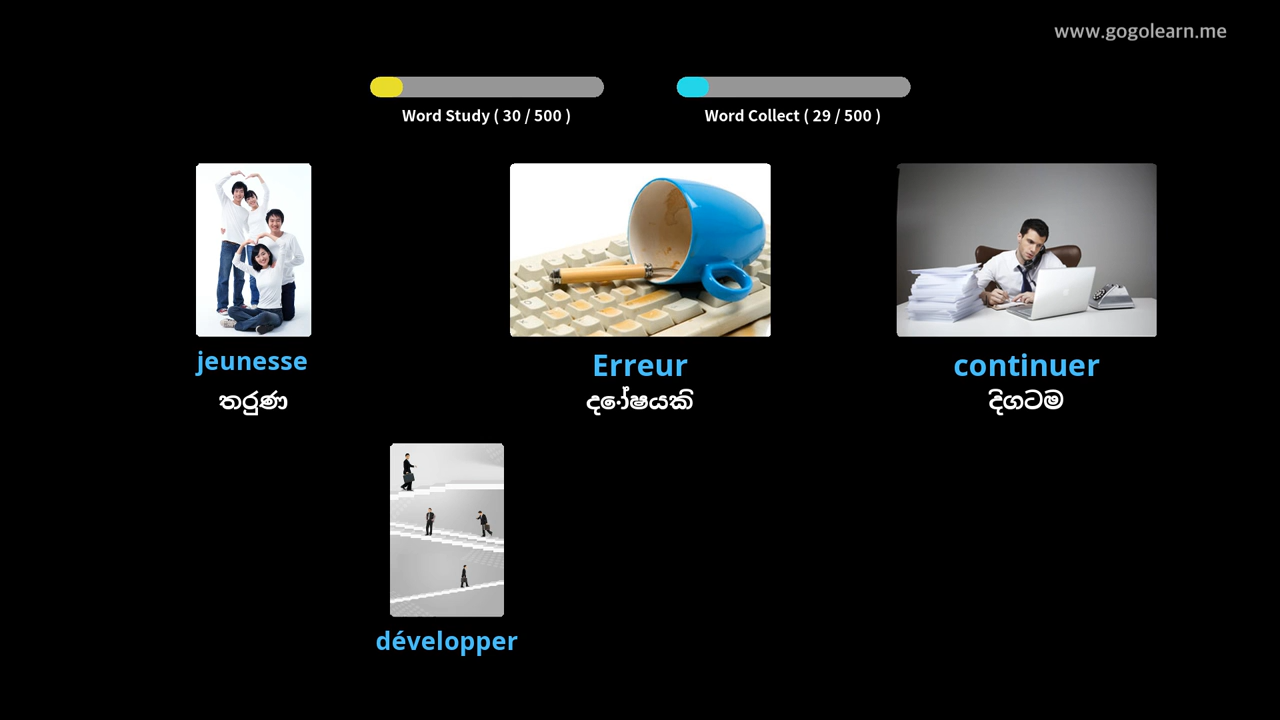 www.gogolearn.me
Word Study ( 30 / 500 )
Word Collect ( 29 / 500 )
jeunesse
Erreur
continuer
තරුණ
දෝෂයකි
දිගටම
développer